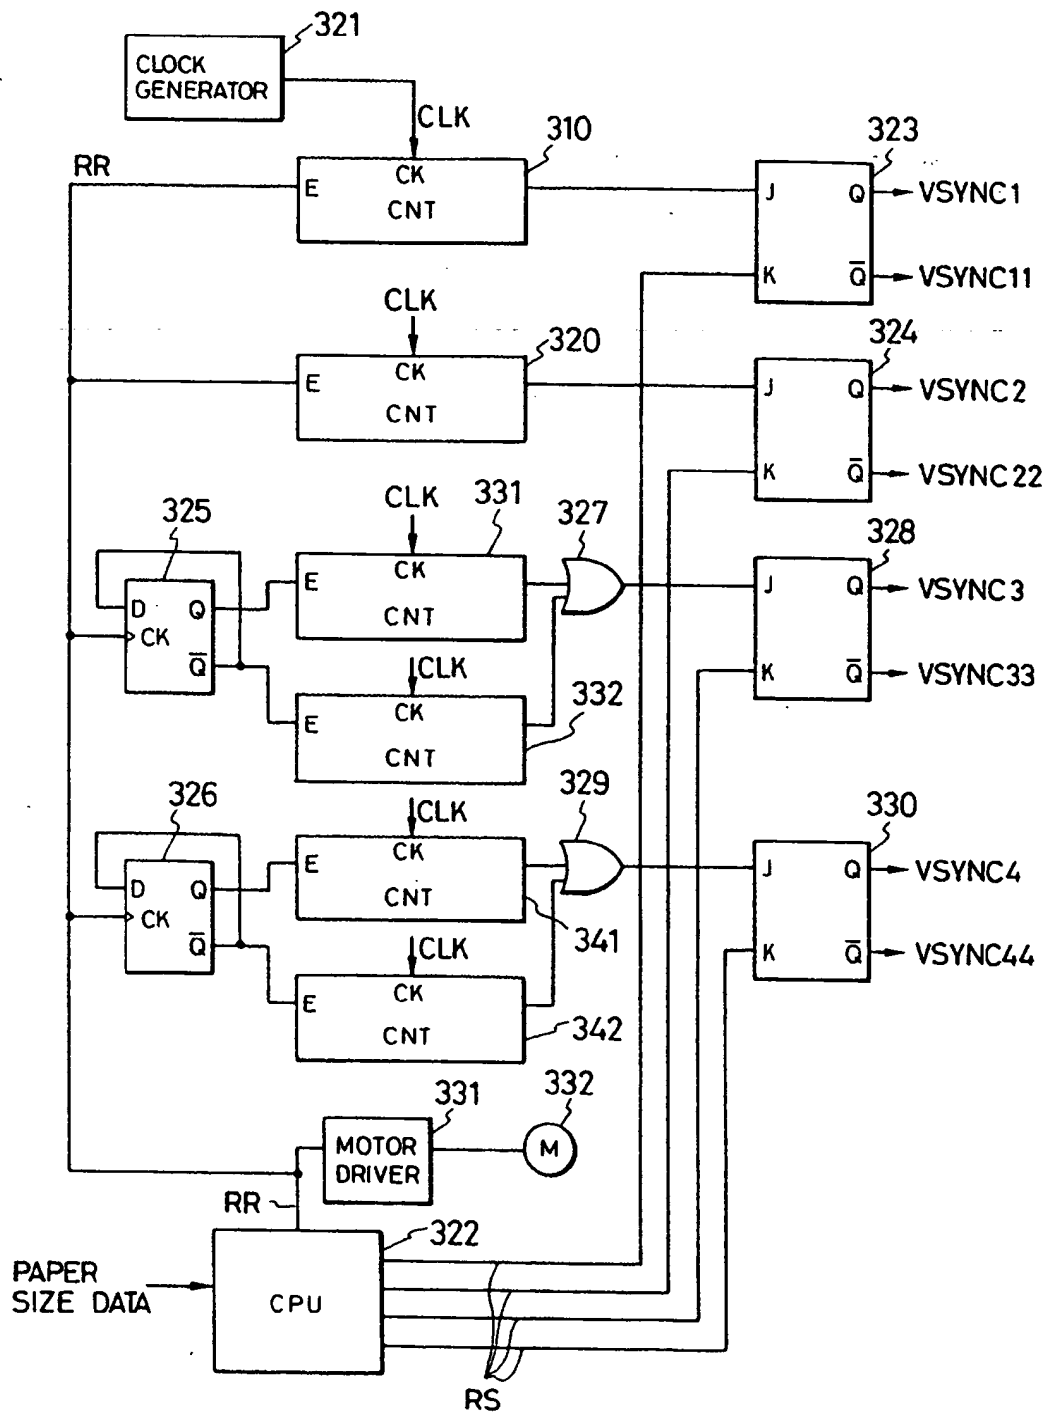 321
CLOCK
GENERATOR
CLK
310
323
RR
E
CK
CNT
J
Q
VSYNC1
K
Q̅
VSYNC11
CLK
320
324
E
CK
CNT
J
Q
VSYNC2
K
Q̅
VSYNC22
325
CLK
331
327
328
D
Q
CK
Q̅
E
CK
CNT
J
Q
VSYNC3
K
Q̅
VSYNC33
CLK
332
E
CK
CNT
326
CLK
329
330
D
Q
CK
Q̅
E
CK
CNT
341
J
Q
VSYNC4
K
Q̅
VSYNC44
CLK
E
CK
CNT
342
331
332
MOTOR
DRIVER
M
RR
322
PAPER
SIZE DATA
CPU
RS